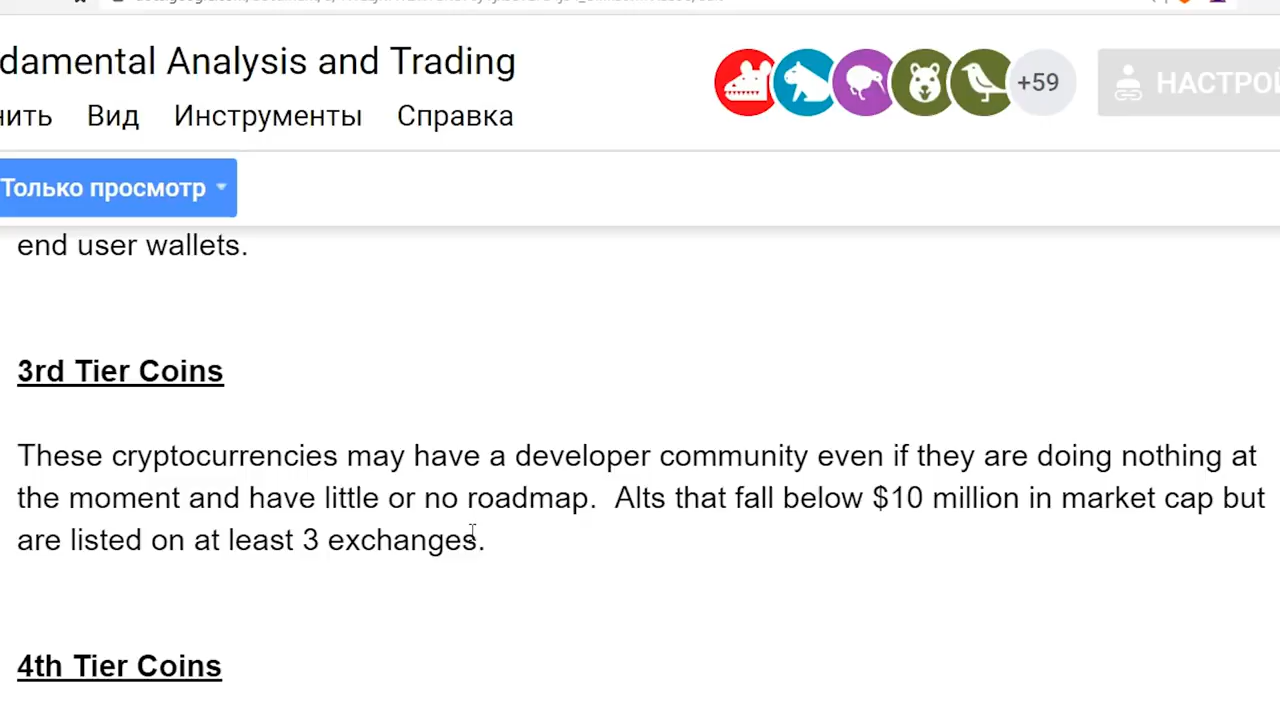 damental Analysis and Trading
+59
нить Вид Инструменты Справка
Только просмотр
end user wallets.
3rd Tier Coins
These cryptocurrencies may have a developer community even if they are doing nothing at
the moment and have little or no roadmap.  Alts that fall below $10 million in market cap but
are listed on at least 3 exchanges.
4th Tier Coins